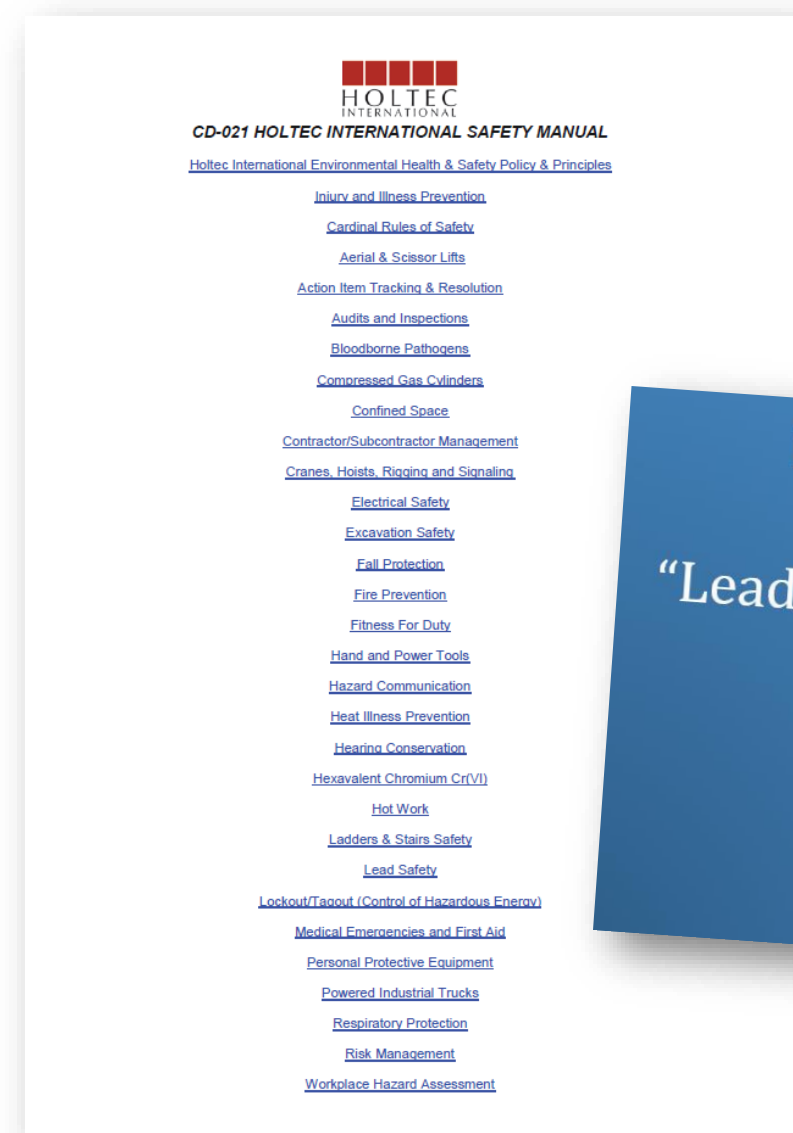 HOLTEC
INTERNATIONAL
CD-021 HOLTEC INTERNATIONAL SAFETY MANUAL
Holtec International Environmental Health & Safety Policy & Principles
Injury and Illness Prevention
Cardinal Rules of Safety
Aerial & Scissor Lifts
Action Item Tracking & Resolution
Audits and Inspections
Bloodborne Pathogens
Compressed Gas Cylinders
Confined Space
Contractor/Subcontractor Management
Cranes, Hoists, Rigging and Signaling
Electrical Safety
Excavation Safety
Fall Protection
Fire Prevention
Fitness For Duty
Hand and Power Tools
Hazard Communication
Heat Illness Prevention
Hearing Conservation
Hexavalent Chromium Cr(VI)
Hot Work
Ladders & Stairs Safety
Lead Safety
Lockout/Tagout (Control of Hazardous Energy)
Medical Emergencies and First Aid
Personal Protective Equipment
Powered Industrial Trucks
Respiratory Protection
Risk Management
Workplace Hazard Assessment
“Lead